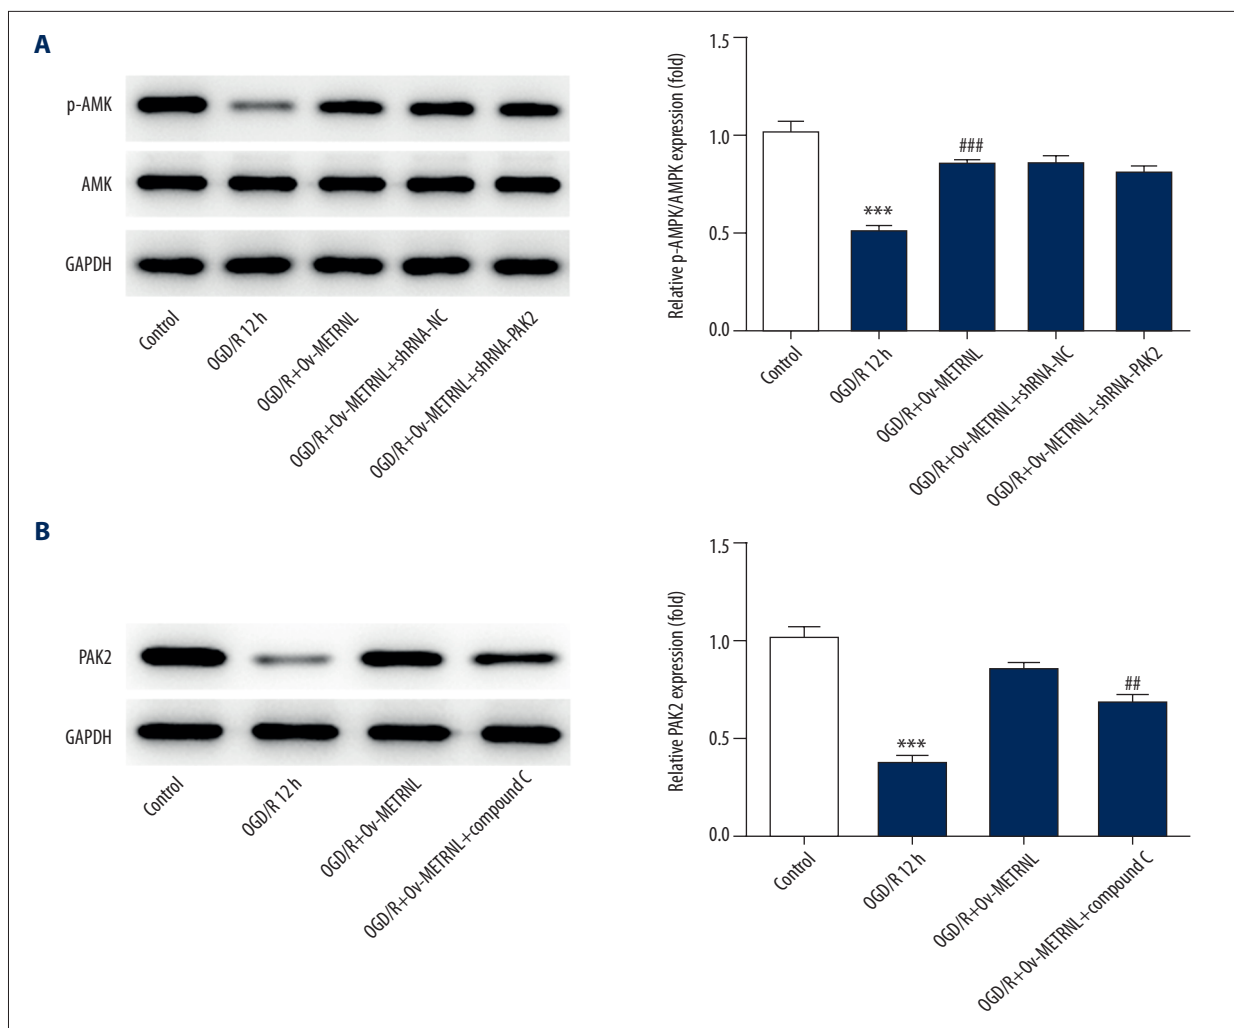 A
p-AMK
AMK
GAPDH
Control
OGD/R 12 h
OGD/R+Ov-METRNL
OGD/R+Ov-METRNL+shRNA-NC
OGD/R+Ov-METRNL+shRNA-PAK2
Relative p-AMPK/AMPK expression (fold)
1.5
1.0
0.5
0.0
***
###
Control
OGD/R 12 h
OGD/R+Ov-METRNL
OGD/R+Ov-METRNL+shRNA-NC
OGD/R+Ov-METRNL+shRNA-PAK2
B
PAK2
GAPDH
Control
OGD/R 12 h
OGD/R+Ov-METRNL
OGD/R+Ov-METRNL+compound C
Relative PAK2 expression (fold)
1.5
1.0
0.5
0.0
***
##
Control
OGD/R 12 h
OGD/R+Ov-METRNL
OGD/R+Ov-METRNL+compound C